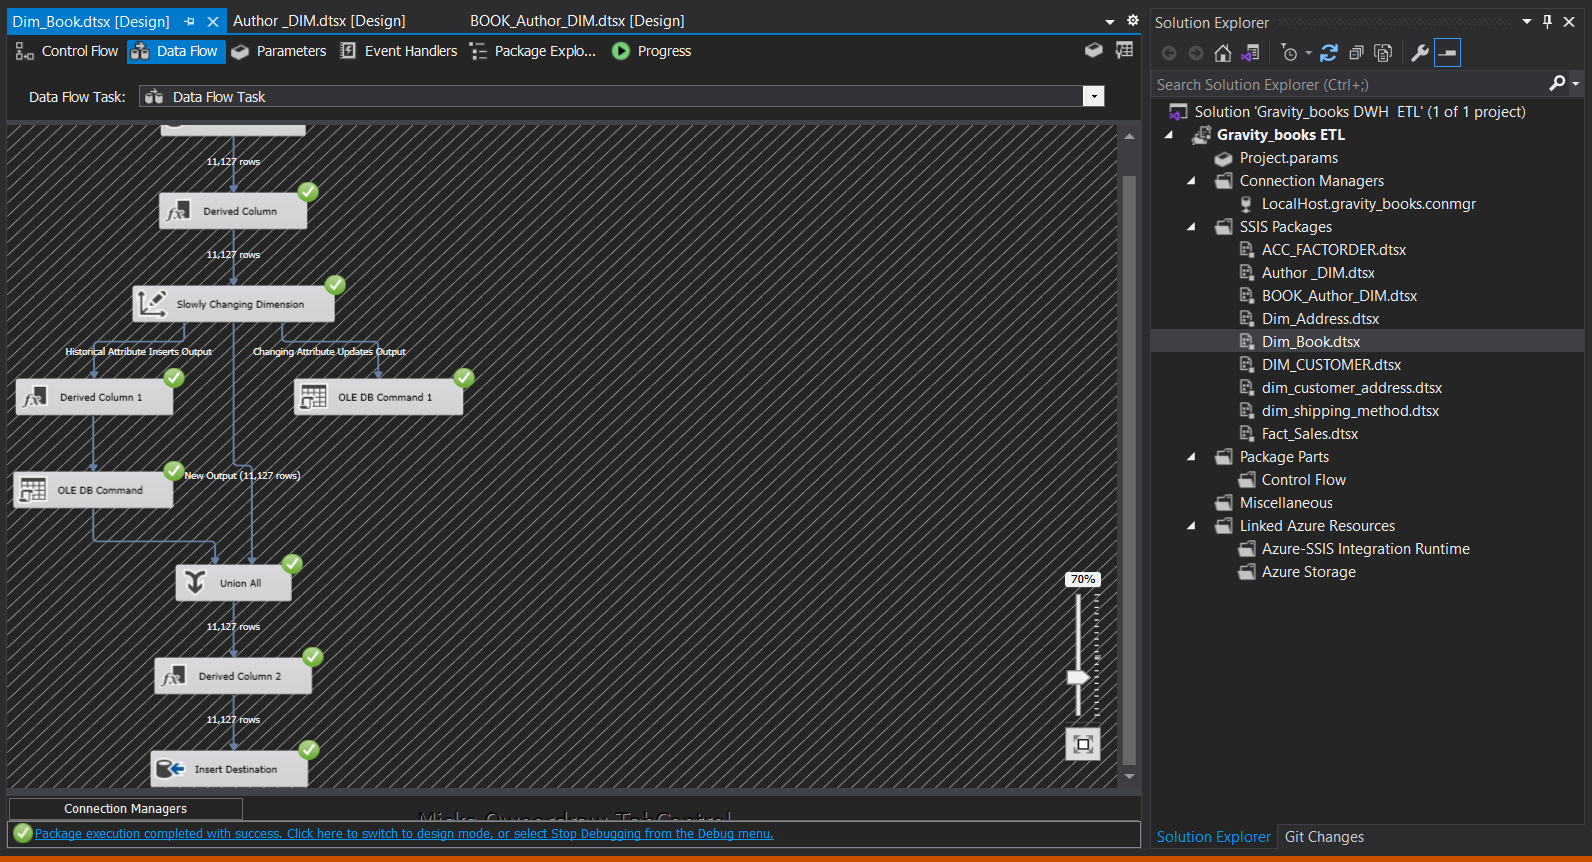 Dim_Book.dtsx [Design]
Author _DIM.dtsx [Design]
BOOK_Author_DIM.dtsx [Design]
Control Flow
Data Flow
Parameters
Event Handlers
Package Explo...
Progress
Data Flow Task:
Data Flow Task
11,127 rows
Derived Column
11,127 rows
Slowly Changing Dimension
Historical Attribute Inserts Output
Changing Attribute Updates Output
Derived Column 1
OLE DB Command 1
New Output (11,127 rows)
OLE DB Command
Union All
11,127 rows
Derived Column 2
11,127 rows
Insert Destination
70%
Connection Managers
Package execution completed with success. Click here to switch to design mode, or select Stop Debugging from the Debug menu.
Solution Explorer
Search Solution Explorer (Ctrl+;)
Solution 'Gravity_books DWH  ETL' (1 of 1 project)
Gravity_books ETL
Project.params
Connection Managers
LocalHost.gravity_books.conmgr
SSIS Packages
ACC_FACTORDER.dtsx
Author _DIM.dtsx
BOOK_Author_DIM.dtsx
Dim_Address.dtsx
Dim_Book.dtsx
DIM_CUSTOMER.dtsx
dim_customer_address.dtsx
dim_shipping_method.dtsx
Fact_Sales.dtsx
Package Parts
Control Flow
Miscellaneous
Linked Azure Resources
Azure-SSIS Integration Runtime
Azure Storage
Solution Explorer
Git Changes